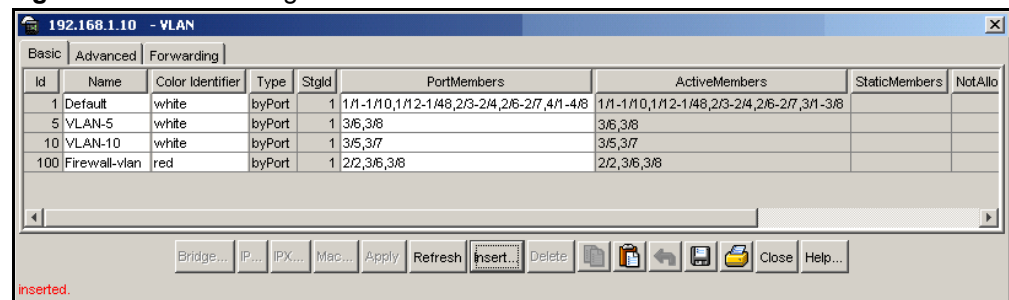 192.168.1.10 - VLAN
Basic Advanced Forwarding
Id Name Color Identifier Type StgId PortMembers ActiveMembers StaticMembers NotAllo
1 Default white byPort 1 1/1-1/10,1/12-1/48,2/3-2/4,2/6-2/7,4/1-4/8 1/1-1/10,1/12-1/48,2/3-2/4,2/6-2/7,3/1-3/8
5 VLAN-5 white byPort 1 3/6,3/8 3/6,3/8
10 VLAN-10 white byPort 1 3/5,3/7 3/5,3/7
100 Firewall-vlan red byPort 1 2/2,3/6,3/8 2/2,3/6,3/8
Bridge... IP... IPX... Mac... Apply Refresh Insert... Delete Close Help...
inserted.